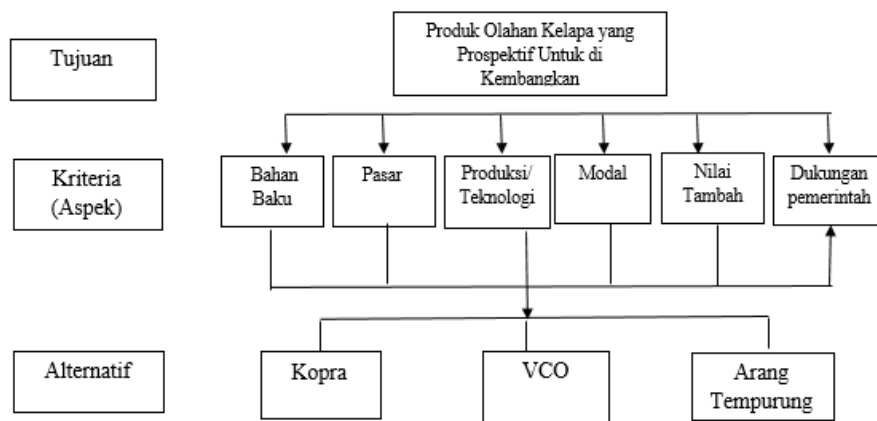 Produk Olahan Kelapa yang
Prospektif Untuk di
Kembangkan
Tujuan
Kriteria
(Aspek)
Bahan
Baku
Pasar
Produksi/
Teknologi
Modal
Nilai
Tambah
Dukungan
pemerintah
Alternatif
Kopra
VCO
Arang
Tempurung